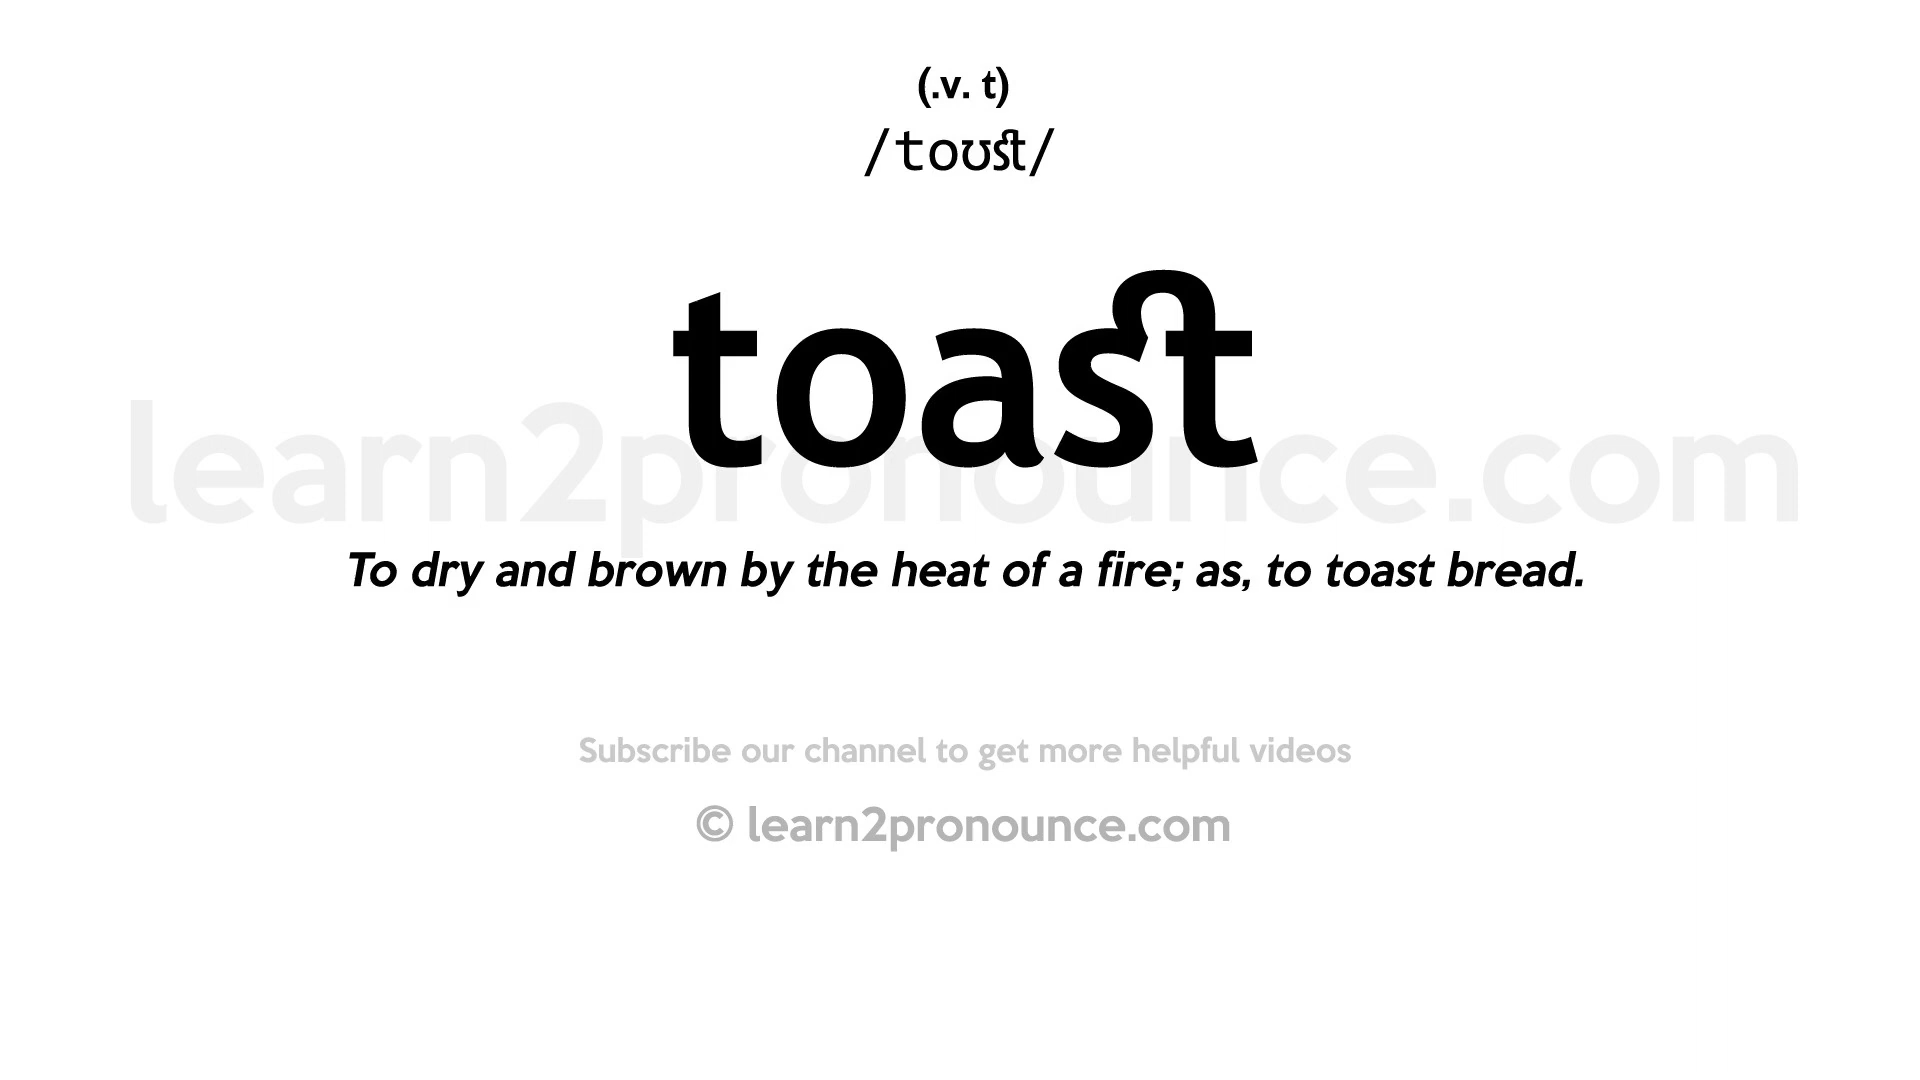 (.v. t)
/toʊst/
toast
learn2pronounce.com
To dry and brown by the heat of a fire; as, to toast bread.
Subscribe our channel to get more helpful videos
© learn2pronounce.com